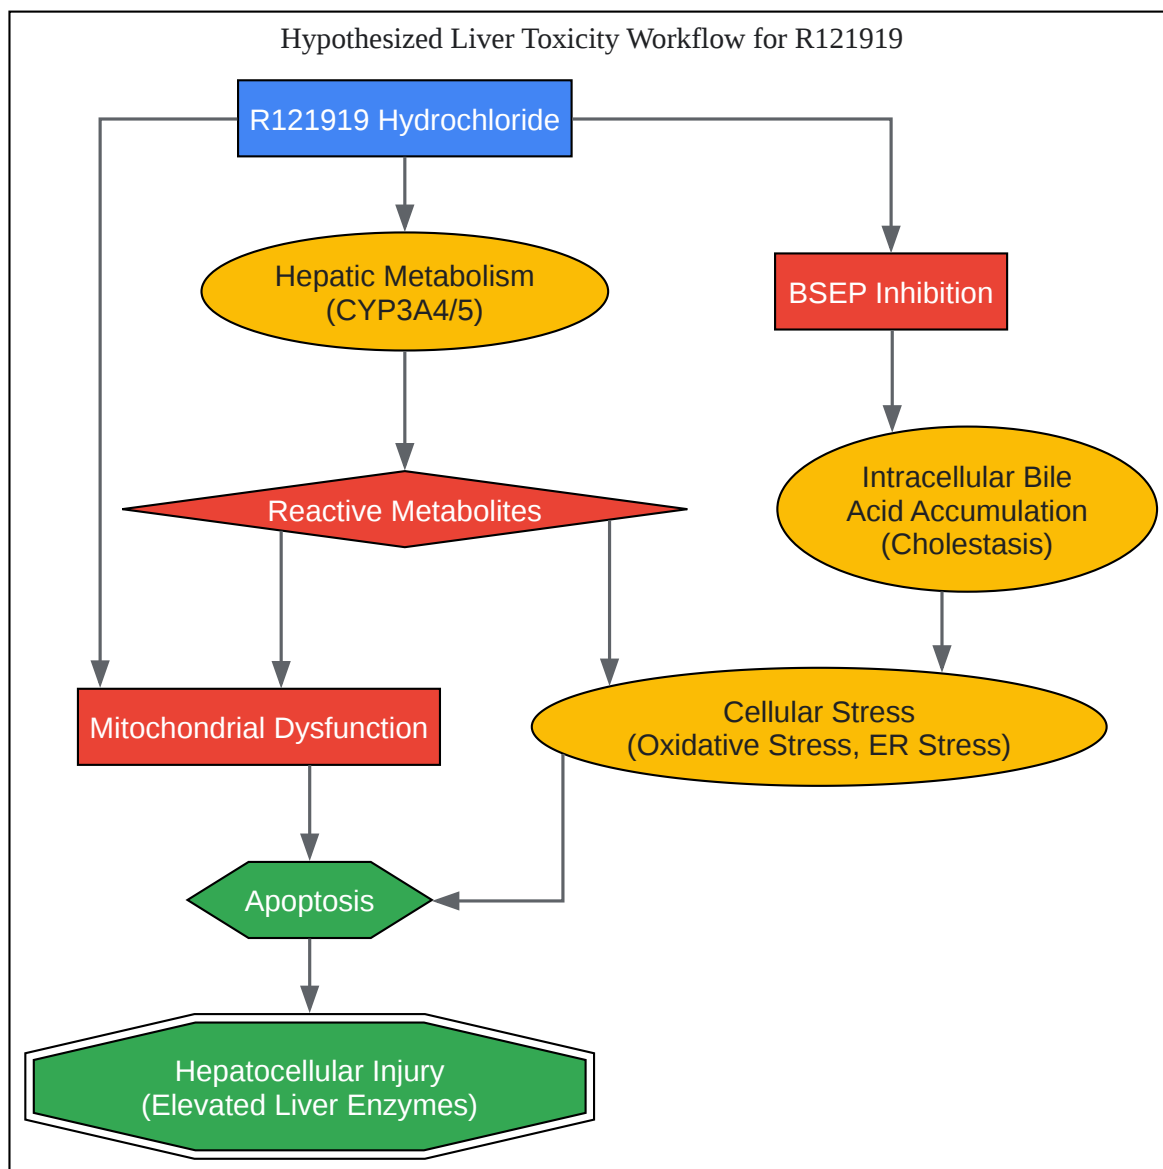 Hypothesized Liver Toxicity Workflow for R121919
R121919 Hydrochloride
Hepatic Metabolism
(CYP3A4/5)
BSEP Inhibition
Reactive Metabolites
Intracellular Bile
Acid Accumulation
(Cholestasis)
Mitochondrial Dysfunction
Cellular Stress
(Oxidative Stress, ER Stress)
Apoptosis
Hepatocellular Injury
(Elevated Liver Enzymes)